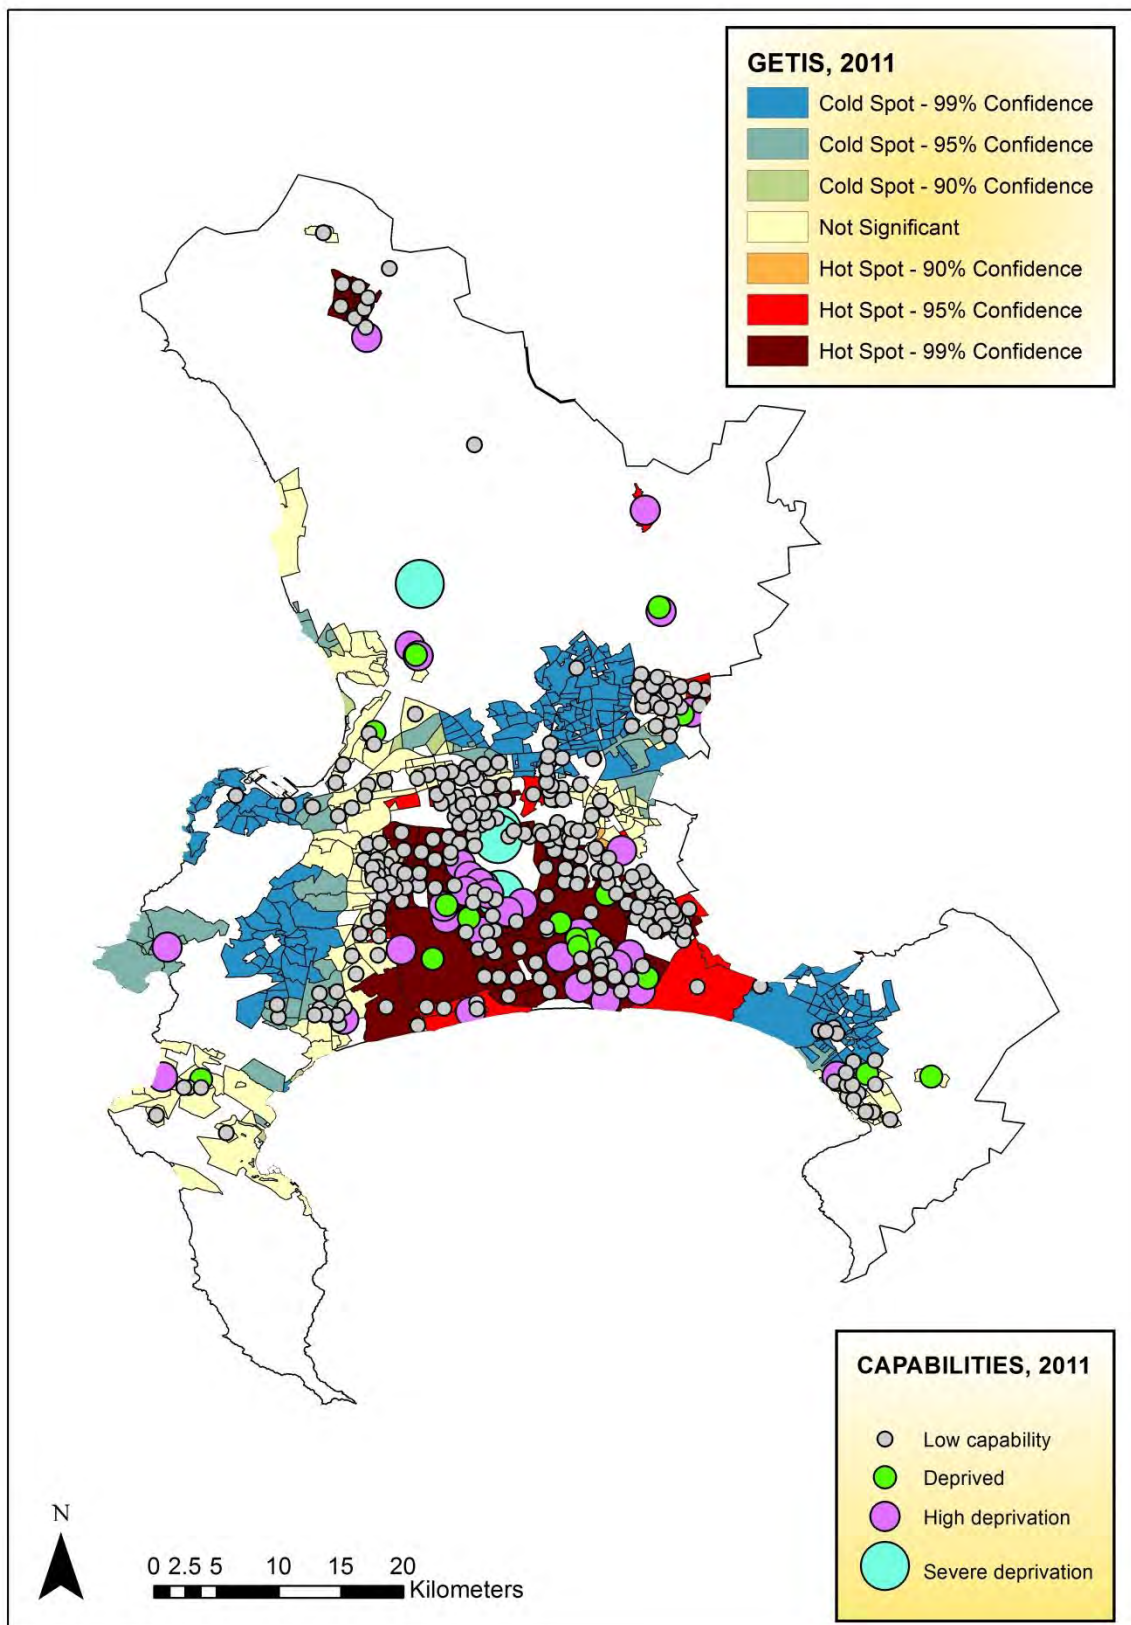 GETIS, 2011
Cold Spot - 99% Confidence
Cold Spot - 95% Confidence
Cold Spot - 90% Confidence
Not Significant
Hot Spot - 90% Confidence
Hot Spot - 95% Confidence
Hot Spot - 99% Confidence
CAPABILITIES, 2011
Low capability
Deprived
High deprivation
Severe deprivation
N
0 2.5 5 10 15 20
Kilometers